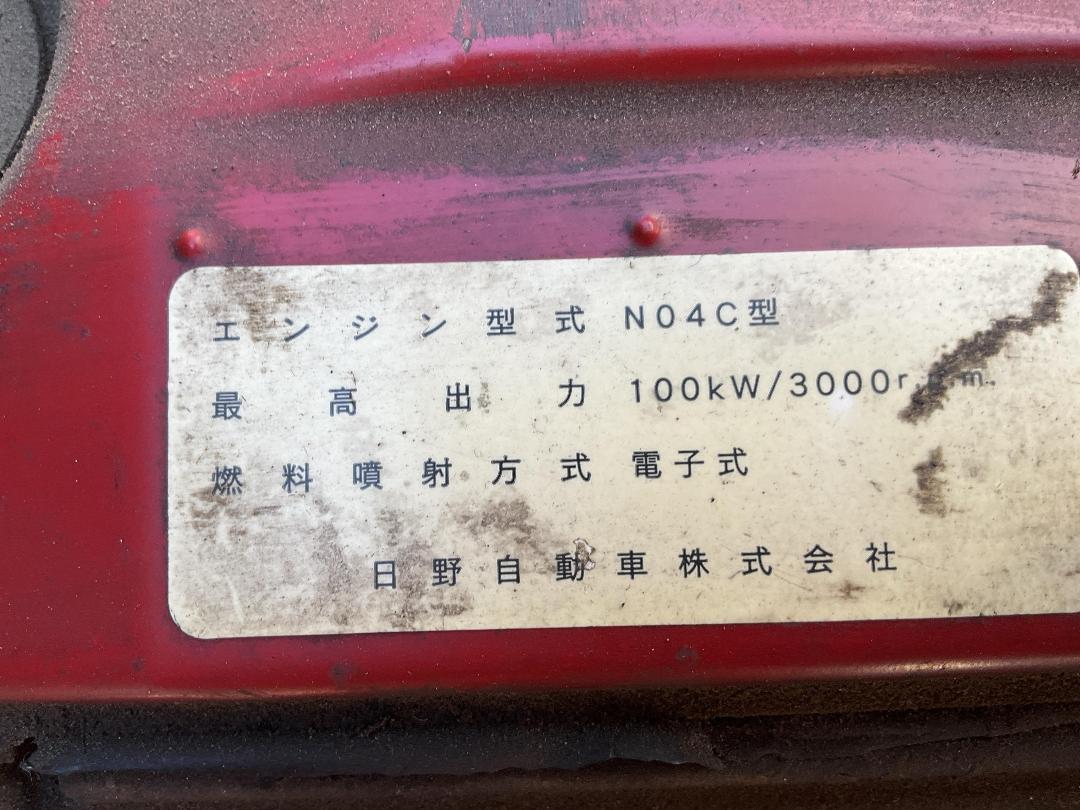 エンジン型式 N04C型
最高出力 100kW/3000r.p.m.
燃料噴射方式 電子式
日野自動車株式会社